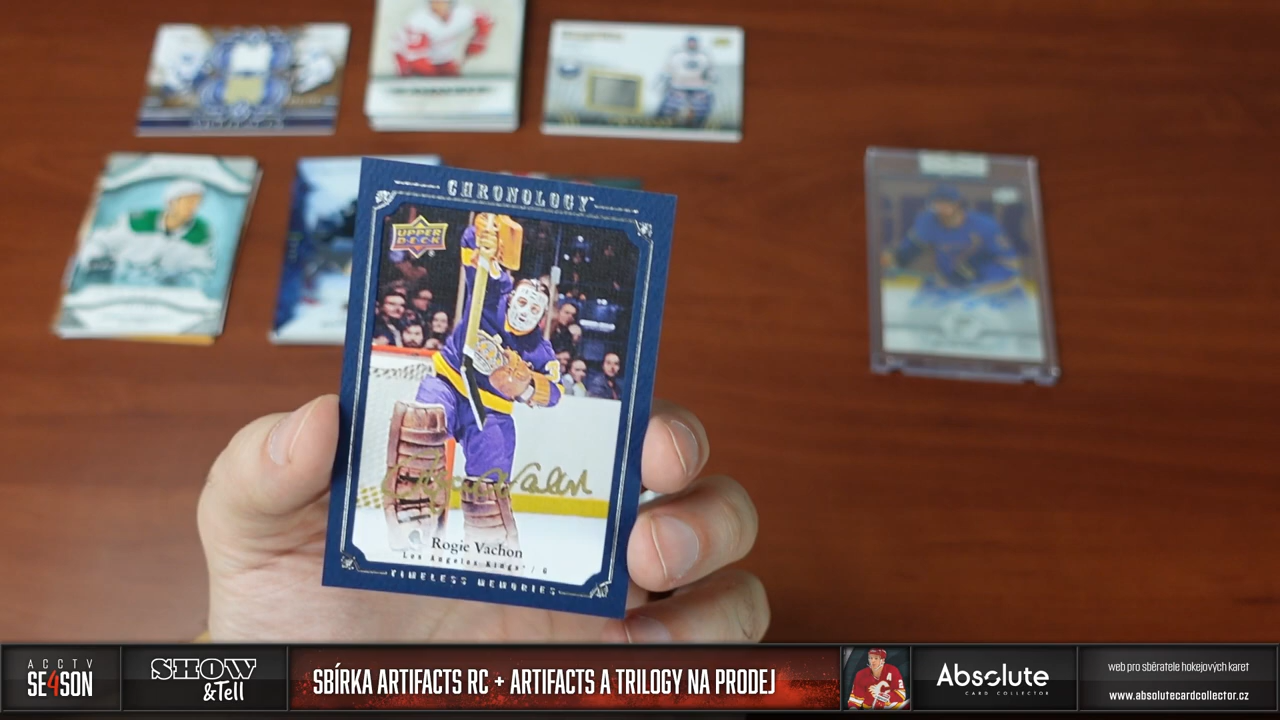 CHRONOLOGY
UPPER
DECK
Rogie Vachon
Los Angeles Kings / G
TIMELESS MEMORIES
ACCTV
SE4SON
SHOW
&Tell
SBÍRKA ARTIFACTS RC + ARTIFACTS A TRILOGY NA PRODEJ
Absolute
CARD COLLECTOR
web pro sběratele hokejových karet
www.absolutecardcollector.cz